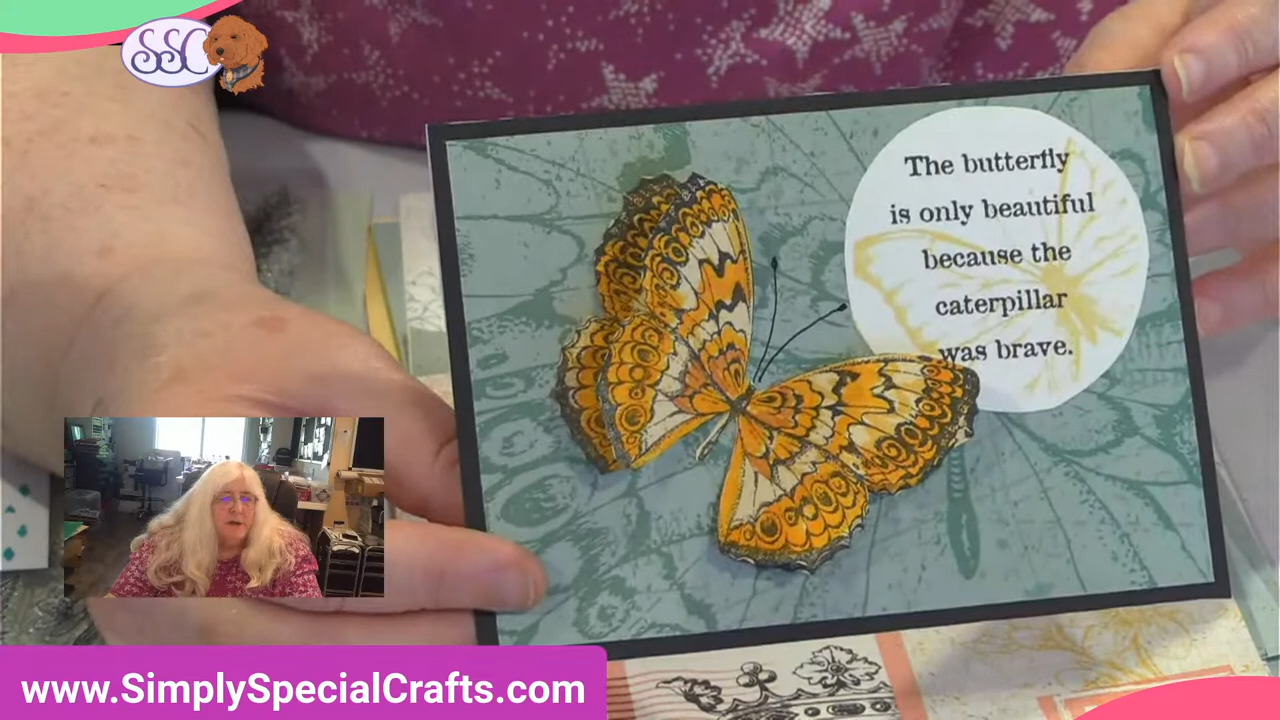 SSC
The butterfly
is only beautiful
because the
caterpillar
was brave.
www.SimplySpecialCrafts.com